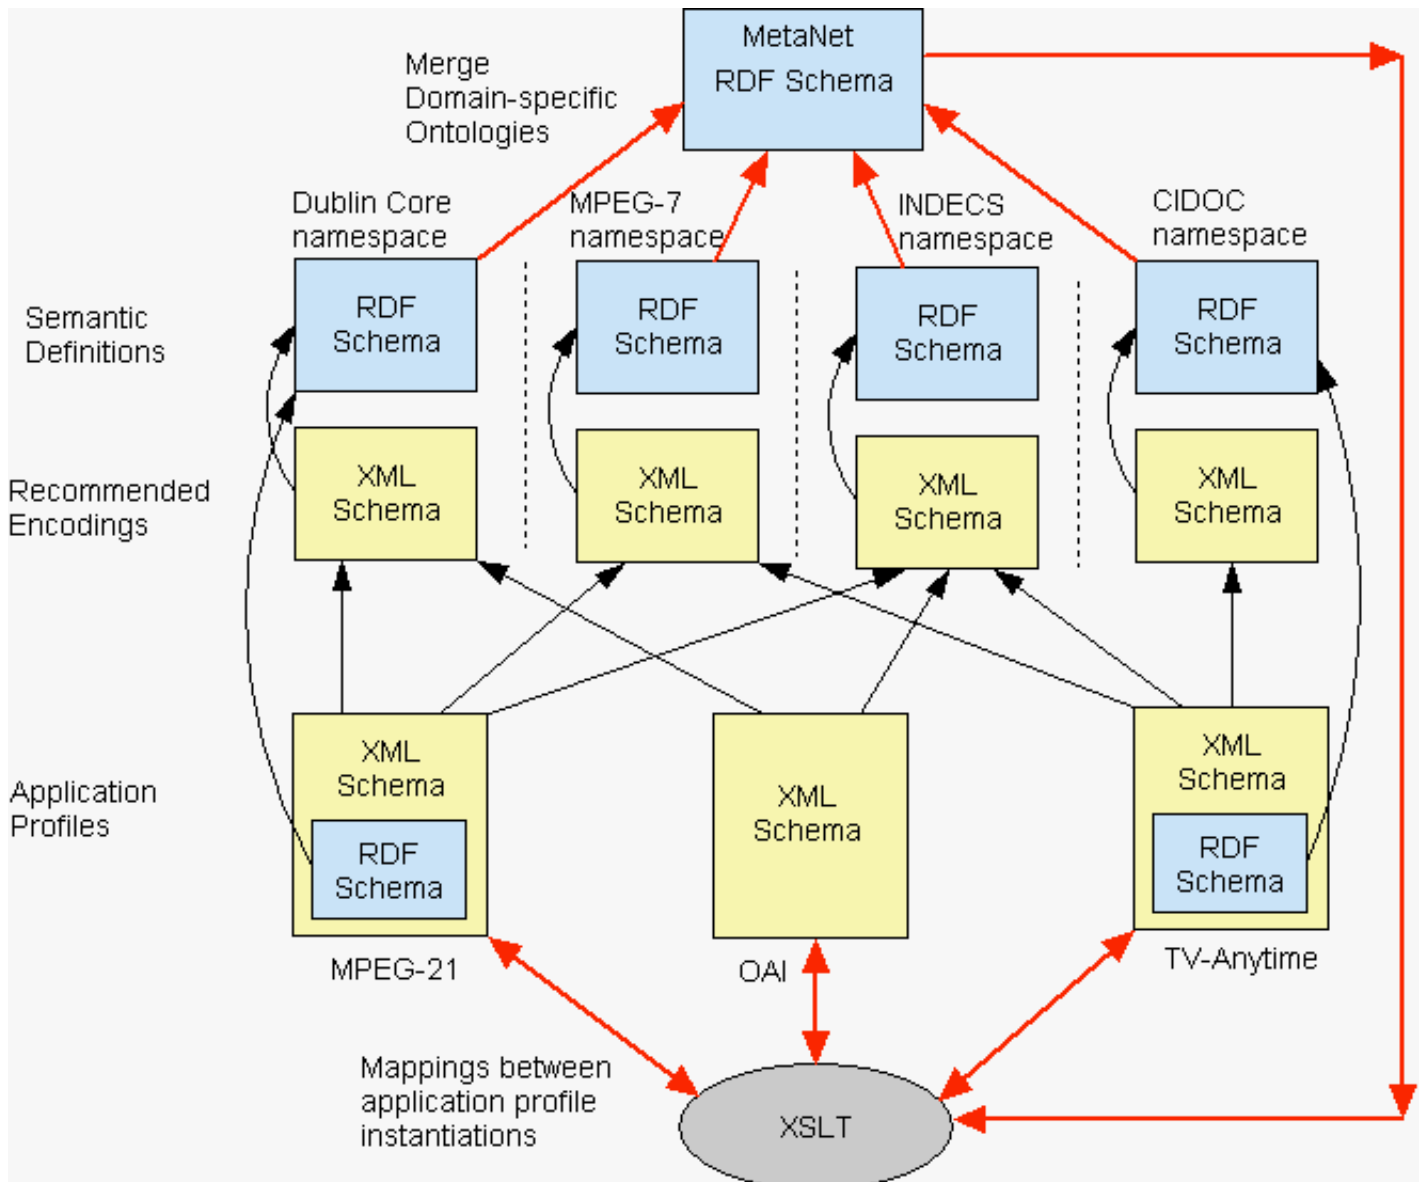 MetaNet
RDF Schema
Merge
Domain-specific
Ontologies
Dublin Core
namespace
MPEG-7
namespace
INDECS
namespace
CIDOC
namespace
Semantic
Definitions
RDF
Schema
RDF
Schema
RDF
Schema
RDF
Schema
Recommended
Encodings
XML
Schema
XML
Schema
XML
Schema
XML
Schema
Application
Profiles
XML
Schema
RDF
Schema
MPEG-21
XML
Schema
OAI
XML
Schema
RDF
Schema
TV-Anytime
Mappings between
application profile
instantiations
XSLT